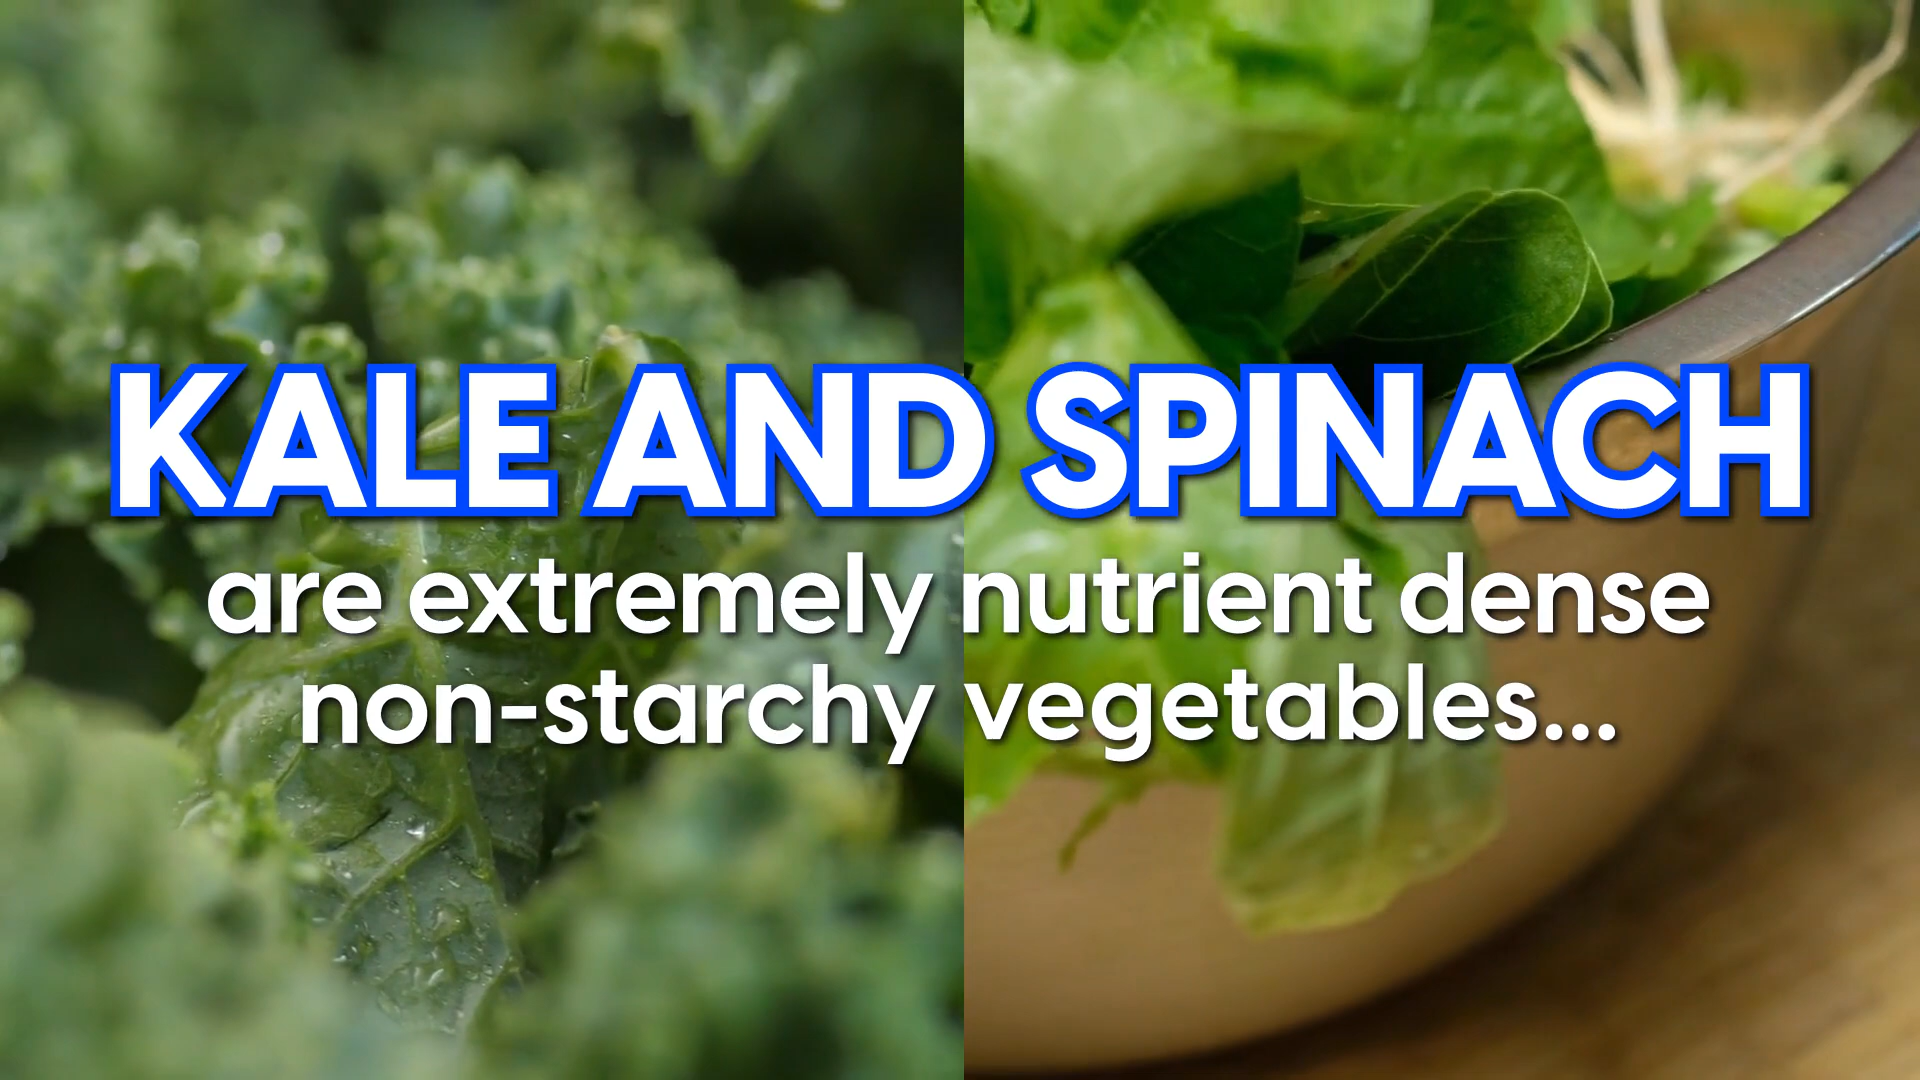 KALE AND SPINACH
are extremely nutrient dense
non-starchy vegetables...